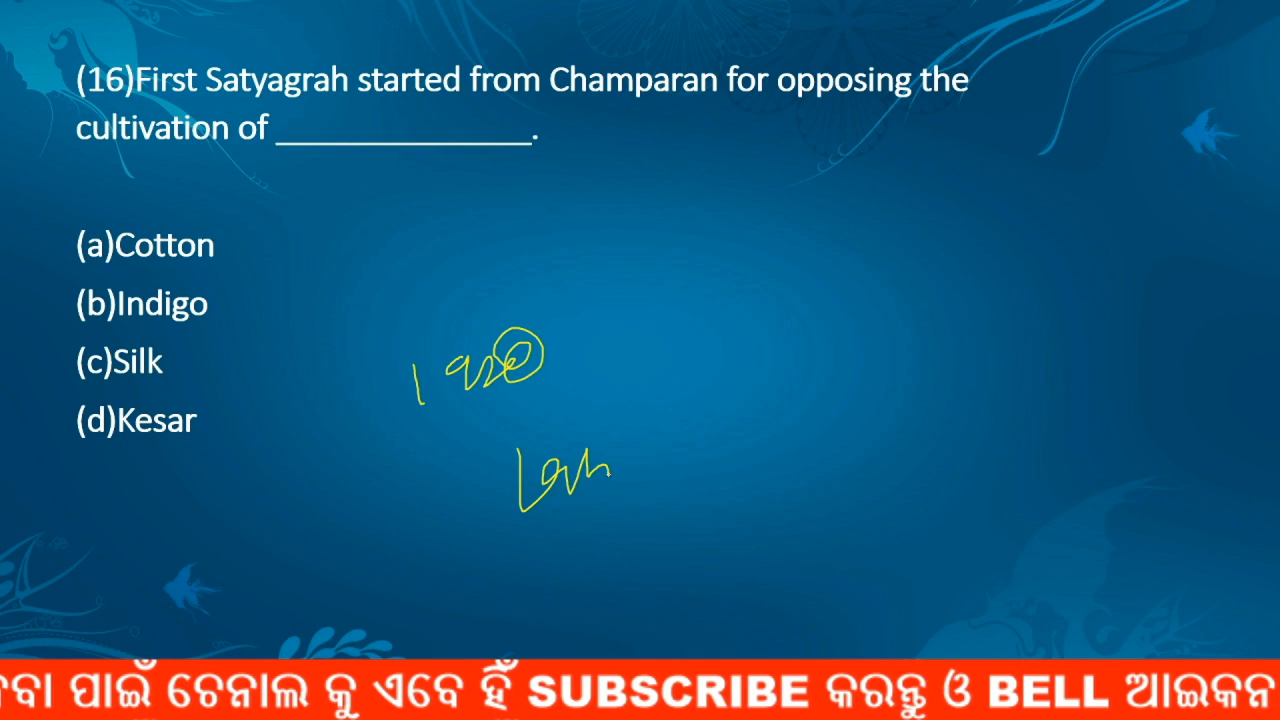 (16)First Satyagrah started from Champaran for opposing the
cultivation of _______________.
(a)Cotton
(b)Indigo
(c)Silk
(d)Kesar
ପାଇଁ ଚେନାଲ କୁ ଏବେ ହିଁ SUBSCRIBE କରନ୍ତୁ ଓ BELL ଆଇକନ